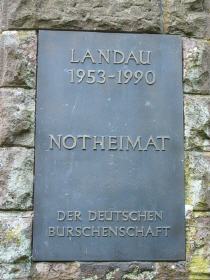 LANDAU
1953-1990
NOTHEIMAT
DER DEUTSCHEN
BURSCHENSCHAFT